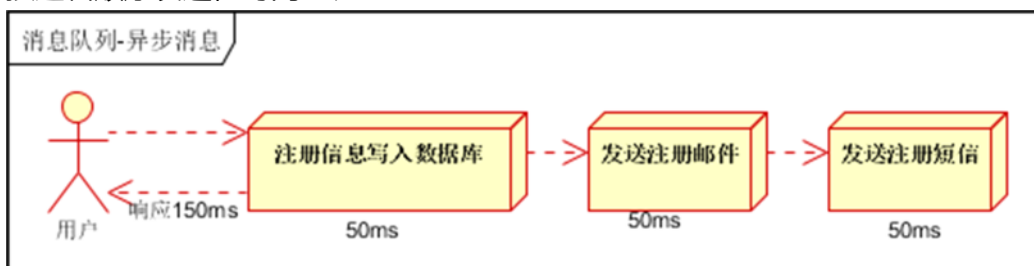 消息队列-异步消息
注册信息写入数据库
发送注册邮件
发送注册短信
响应150ms
用户
50ms
50ms
50ms